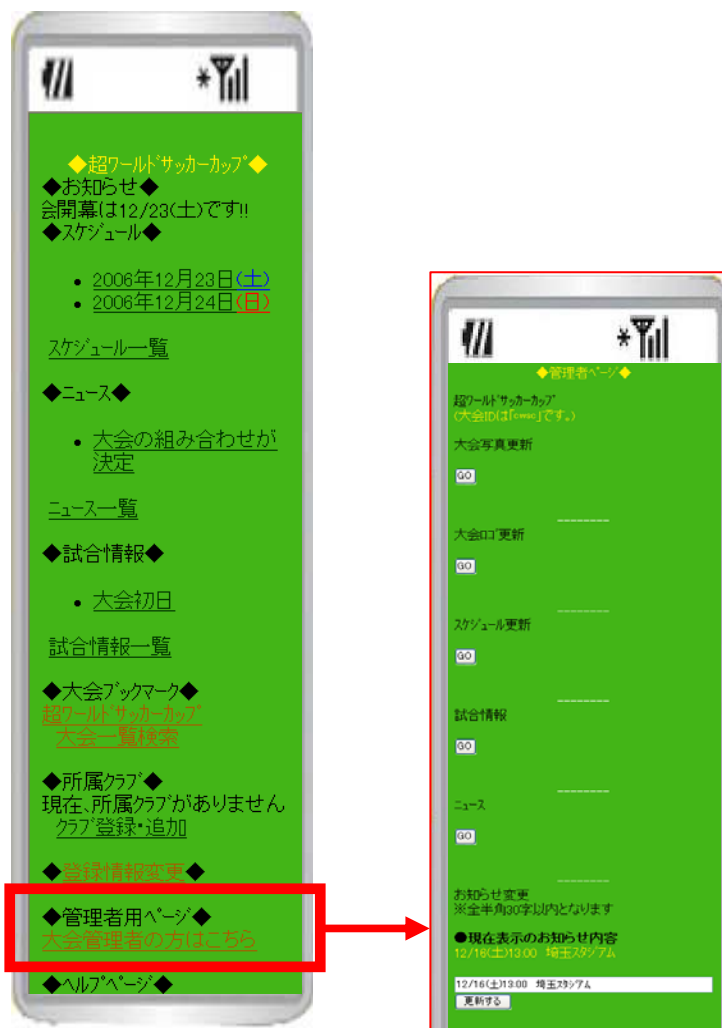 ◆超ワールドサッカーカップ◆
◆お知らせ◆
会開幕は12/23(土)です!!
◆スケジュール◆
• 2006年12月23日(土)
• 2006年12月24日(日)
スケジュール一覧
◆ニュース◆
• 大会の組み合わせが
決定
ニュース一覧
◆試合情報◆
• 大会初日
試合情報一覧
◆大会ブックマーク◆
超ワールドサッカーカップ
大会一覧検索
◆所属クラブ◆
現在、所属クラブがありません
クラブ登録・追加
◆登録情報変更◆
◆管理者用ページ◆
大会管理者の方はこちら
◆ヘルプページ◆
◆管理者ページ◆
超ワールドサッカーカップ
(大会IDは「cwsc」です。)
大会写真更新
GO
--------
大会ロゴ更新
GO
--------
スケジュール更新
GO
--------
試合情報
GO
--------
ニュース
GO
--------
お知らせ変更
※全半角30字以内となります
●現在表示のお知らせ内容
12/16(土)13:00 埼玉スタジアム
12/16(土)13:00 埼玉スタジアム
更新する